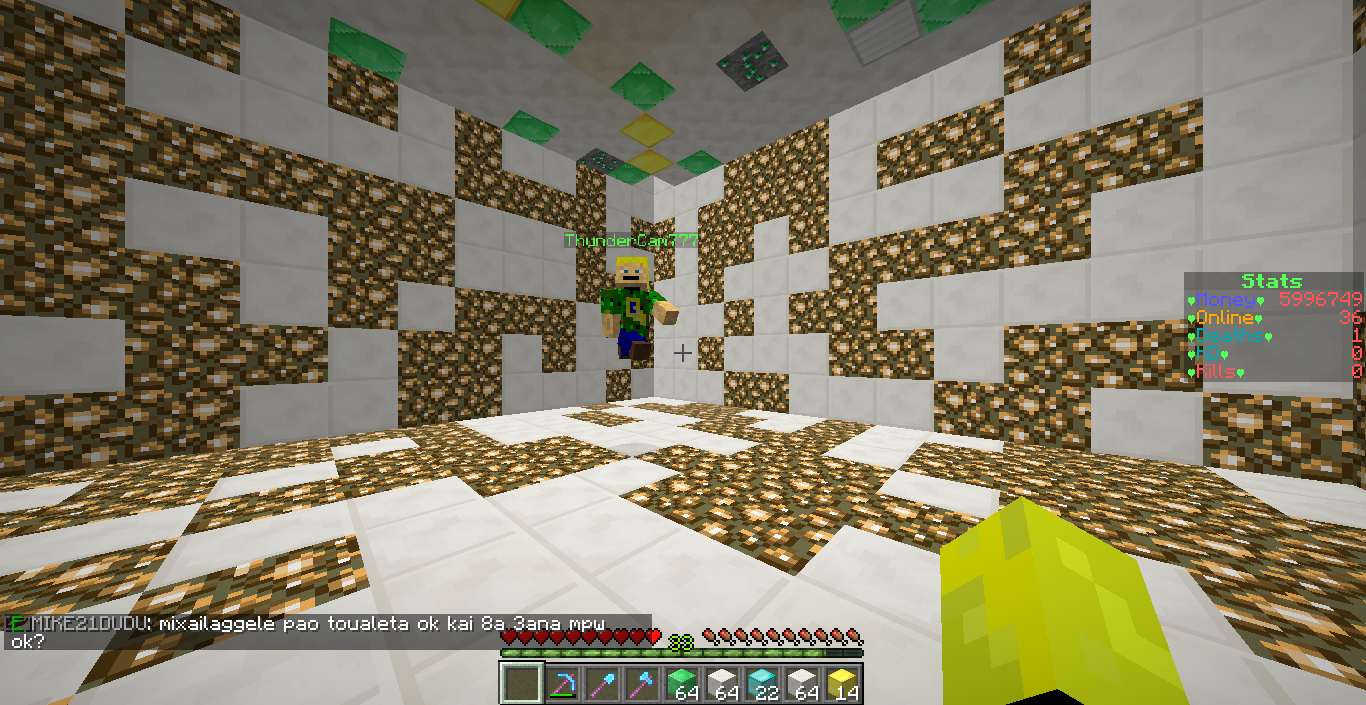 ThunderCam777
Stats
♥Money♥ 5996749
♥Online♥ 36
♥Deaths♥ 1
♥KD♥ 0
♥Kills♥ 0
MIKE21DUDU: mixailaggele pao toualeta ok kai 8a 3ana mpw
ok?
38
64 64 22 64 14